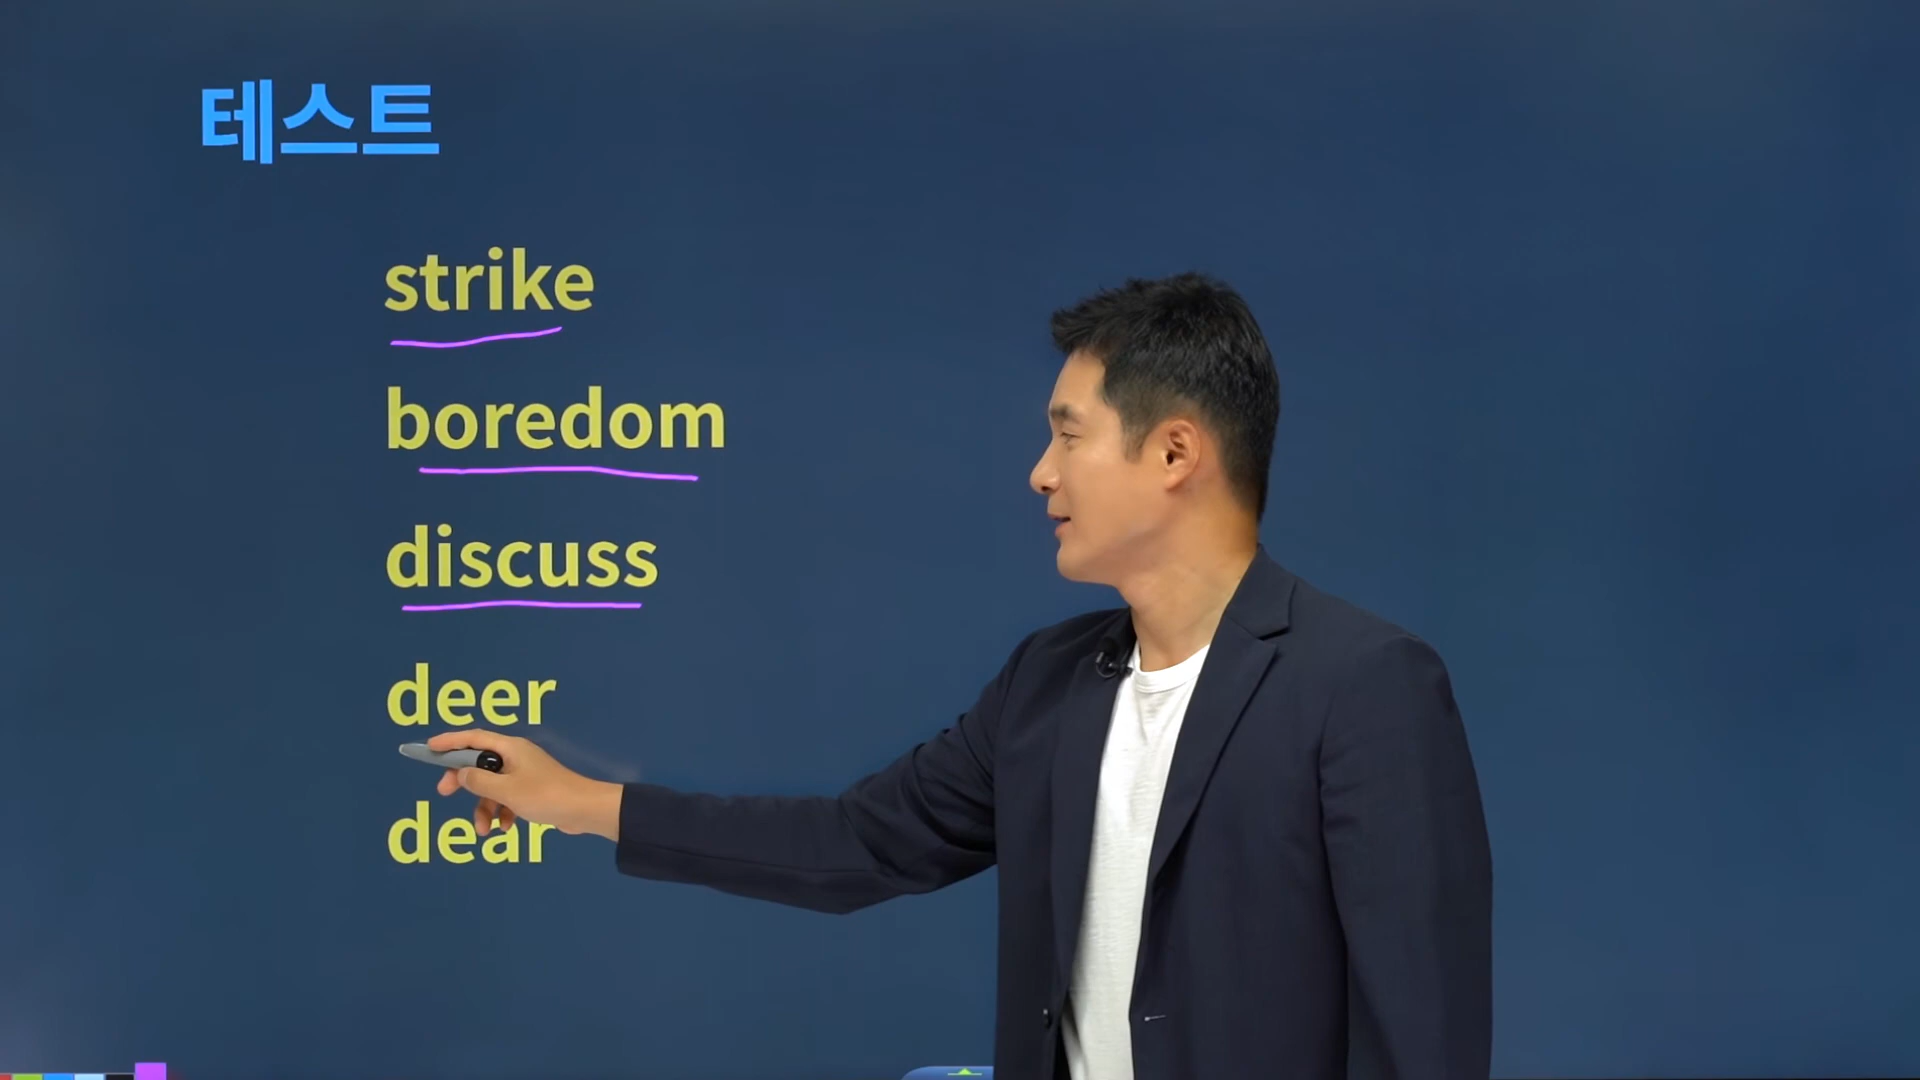 테스트
strike
boredom
discuss
deer
dear